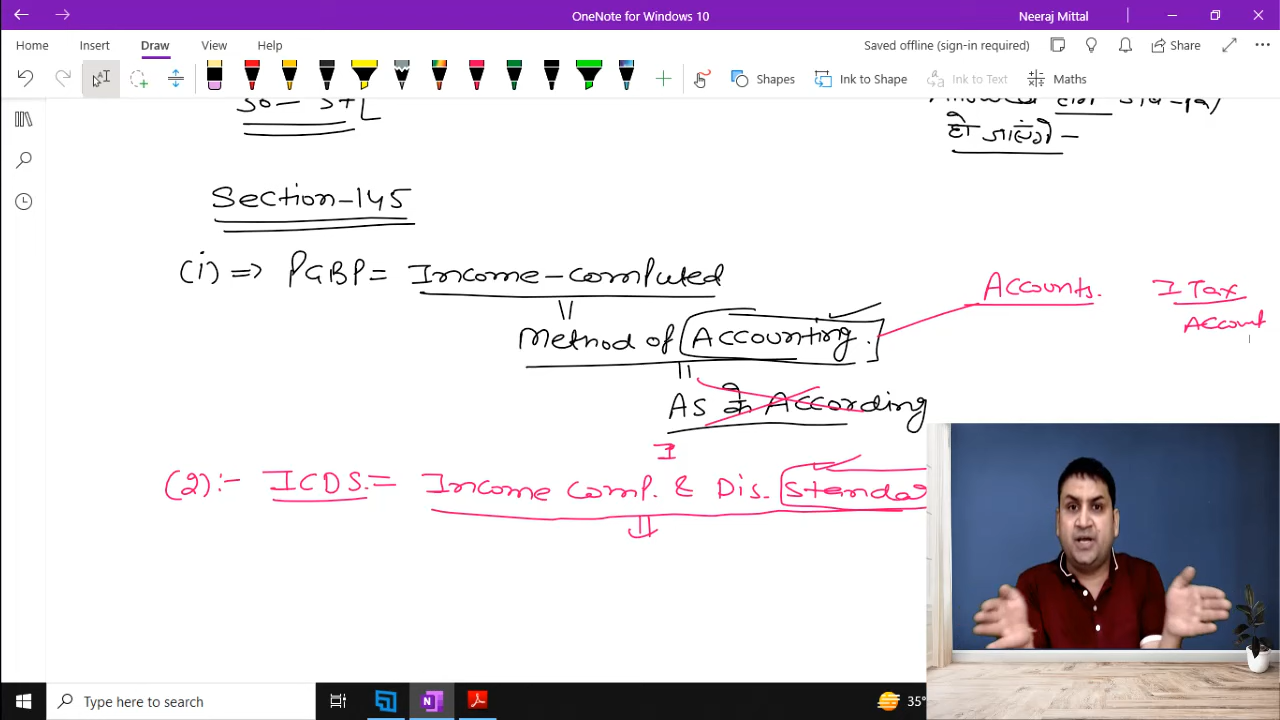 OneNote for Windows 10
Neeraj Mittal
Home Insert Draw View Help
Saved offline (sign-in required)
Share
Shapes
Ink to Shape
Ink to Text
Maths
हो जाएंगे -
Section-145
(i) ⇒ PGBP = Income-computed
Accounts.
I Tax
Account
Method of Accounting.
As के According
I
(2):- ICDS. = Income Comp. & Dis. Standa
Type here to search
35°